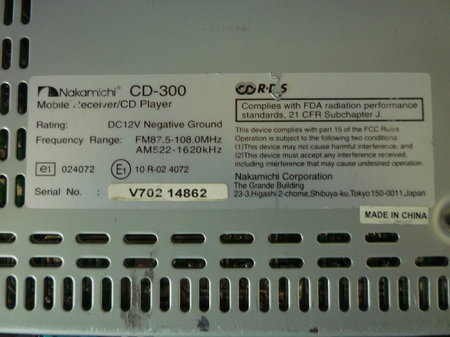 Nakamichi® CD-300
Mobile Receiver/CD Player
Rating: DC12V Negative Ground
Frequency Range: FM87.5-108.0MHz
AM522-1620kHz
e1 024072 E1 10 R-02 4072
Serial No. V702 14862
R·D·S
Complies with FDA radiation performance
standards, 21 CFR Subchapter J.
This device complies with part 15 of the FCC Rules.
Operation is subject to the following two conditions:
(1)This device may not cause harmful interface, and
(2)This device must accept any interference received,
including interference that may cause undesired operation.
Nakamichi Corporation
The Grande Building
23-3,Higashi 2-chome,Shibuya-ku,Tokyo 150-0011,Japan
MADE IN CHINA